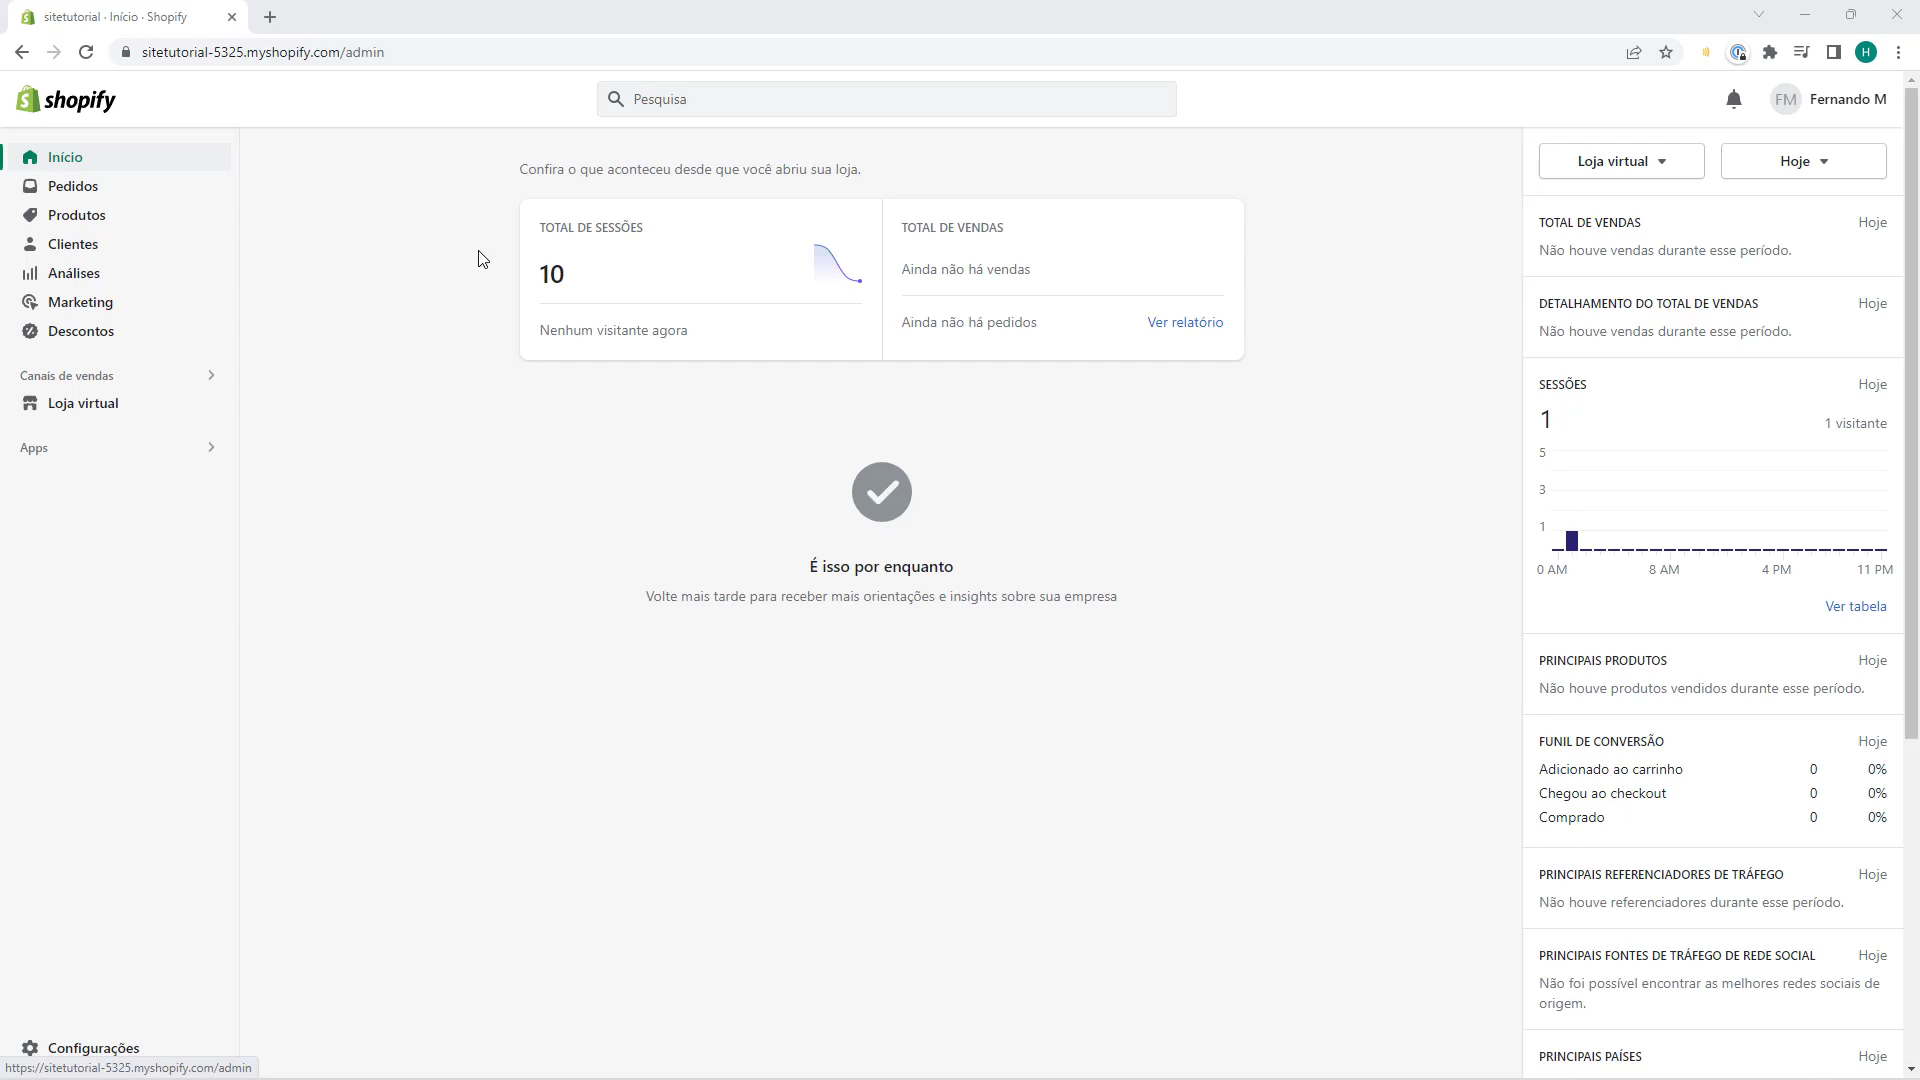 sitetutorial · Início · Shopify
sitetutorial-5325.myshopify.com/admin
H
shopify
Pesquisa
FM
Fernando M
Início
Pedidos
Produtos
Clientes
Análises
Marketing
Descontos
Canais de vendas
Loja virtual
Apps
Configurações
https://sitetutorial-5325.myshopify.com/admin
Confira o que aconteceu desde que você abriu sua loja.
TOTAL DE SESSÕES
10
Nenhum visitante agora
TOTAL DE VENDAS
Ainda não há vendas
Ainda não há pedidos
Ver relatório
É isso por enquanto
Volte mais tarde para receber mais orientações e insights sobre sua empresa
Loja virtual
Hoje
TOTAL DE VENDAS Hoje
Não houve vendas durante esse período.
DETALHAMENTO DO TOTAL DE VENDAS Hoje
Não houve vendas durante esse período.
SESSÕES Hoje
1 1 visitante
5
3
1
0 AM 8 AM 4 PM 11 PM
Ver tabela
PRINCIPAIS PRODUTOS Hoje
Não houve produtos vendidos durante esse período.
FUNIL DE CONVERSÃO Hoje
Adicionado ao carrinho 0 0%
Chegou ao checkout 0 0%
Comprado 0 0%
PRINCIPAIS REFERENCIADORES DE TRÁFEGO Hoje
Não houve referenciadores durante esse período.
PRINCIPAIS FONTES DE TRÁFEGO DE REDE SOCIAL Hoje
Não foi possível encontrar as melhores redes sociais de
origem.
PRINCIPAIS PAÍSES Hoje